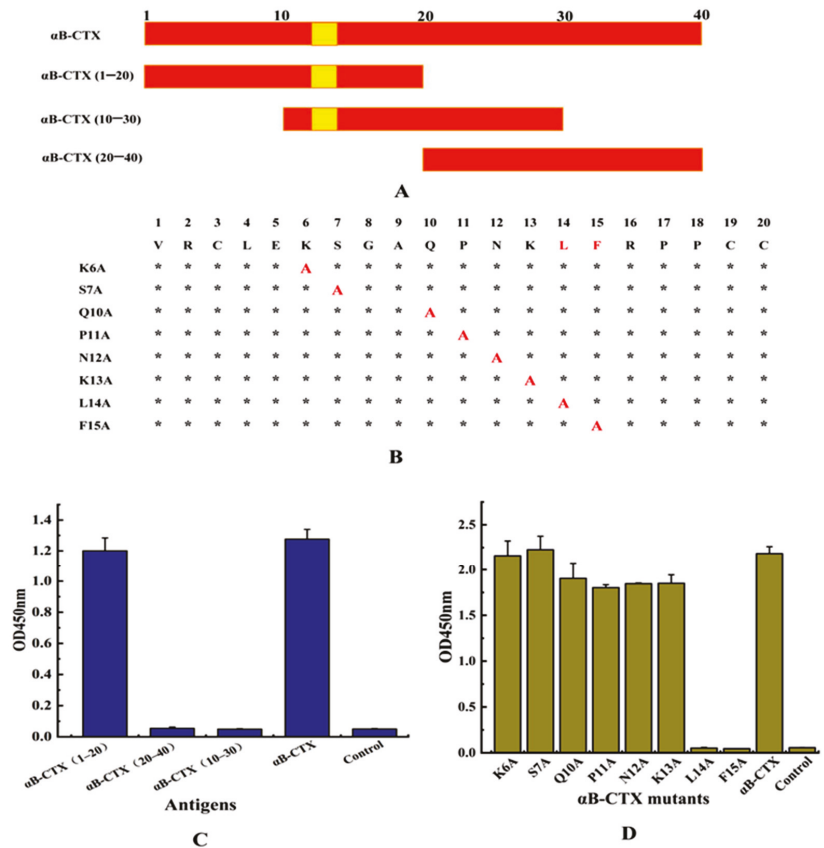 1 10 20 30 40
αB-CTX
αB-CTX (1–20)
αB-CTX (10–30)
αB-CTX (20–40)
A
1 2 3 4 5 6 7 8 9 10 11 12 13 14 15 16 17 18 19 20
V R C L E K S G A Q P N K L F R P P C C
K6A * * * * * A * * * * * * * * * * * * * *
S7A * * * * * * A * * * * * * * * * * * * *
Q10A * * * * * * * * * A * * * * * * * * * *
P11A * * * * * * * * * * A * * * * * * * * *
N12A * * * * * * * * * * * A * * * * * * * *
K13A * * * * * * * * * * * * A * * * * * * *
L14A * * * * * * * * * * * * * A * * * * * *
F15A * * * * * * * * * * * * * * A * * * * *
B
OD450nm
1.4
1.2
1.0
0.8
0.6
0.4
0.2
0.0
αB-CTX (1–20)
αB-CTX (20–40)
αB-CTX (10–30)
αB-CTX
Control
Antigens
C
OD450nm
2.5
2.0
1.5
1.0
0.5
0.0
K6A
S7A
Q10A
P11A
N12A
K13A
L14A
F15A
αB-CTX
Control
αB-CTX mutants
D